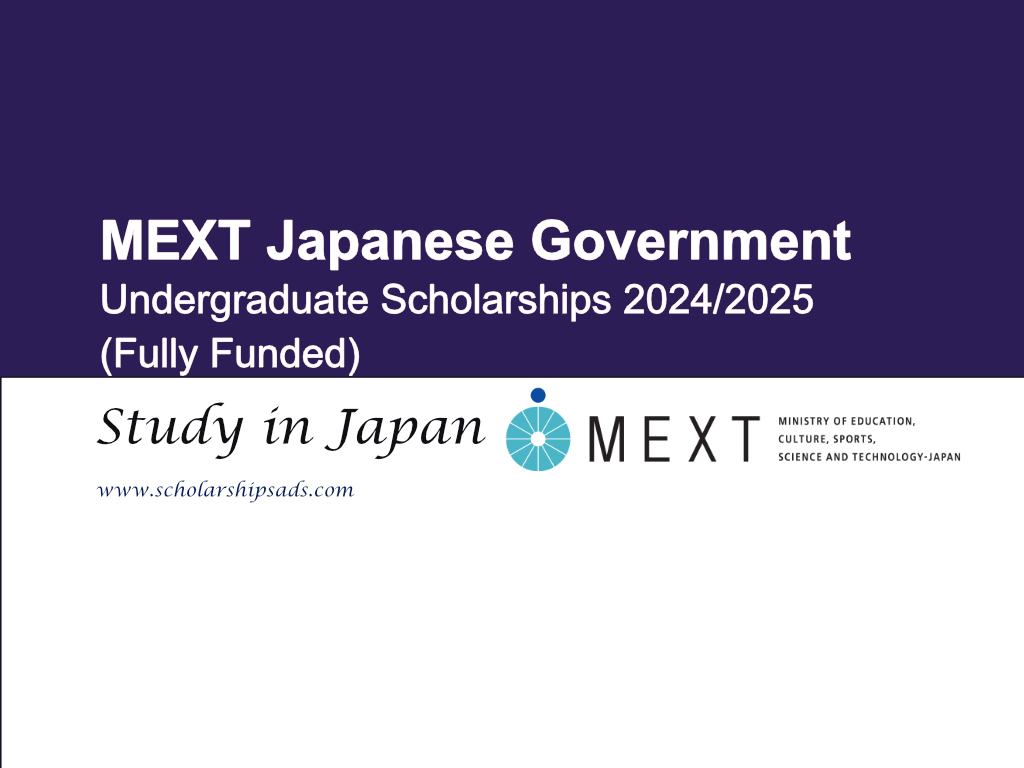 MEXT Japanese Government
Undergraduate Scholarships 2024/2025
(Fully Funded)
Study in Japan
www.scholarshipsads.com
MEXT
MINISTRY OF EDUCATION,
CULTURE, SPORTS,
SCIENCE AND TECHNOLOGY-JAPAN